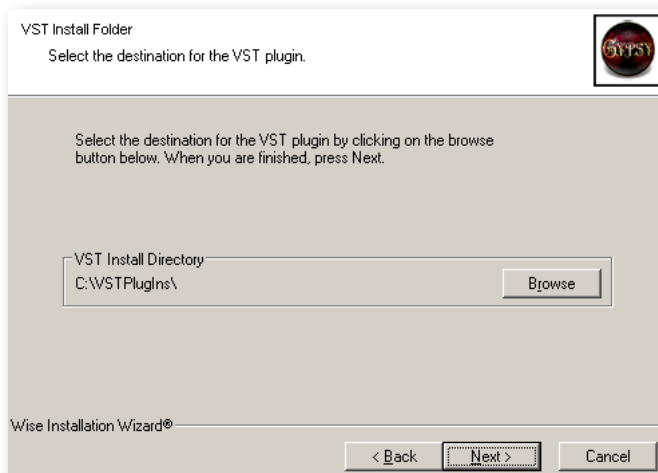 VST Install Folder
Select the destination for the VST plugin.
GYPSY
Select the destination for the VST plugin by clicking on the browse
button below. When you are finished, press Next.
VST Install Directory
C:\VSTPlugIns\
Browse
Wise Installation Wizard®
< Back
Next >
Cancel